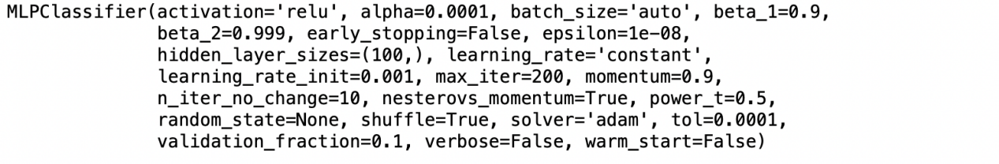 MLPClassifier(activation='relu', alpha=0.0001, batch_size='auto', beta_1=0.9,
beta_2=0.999, early_stopping=False, epsilon=1e-08,
hidden_layer_sizes=(100,), learning_rate='constant',
learning_rate_init=0.001, max_iter=200, momentum=0.9,
n_iter_no_change=10, nesterovs_momentum=True, power_t=0.5,
random_state=None, shuffle=True, solver='adam', tol=0.0001,
validation_fraction=0.1, verbose=False, warm_start=False)